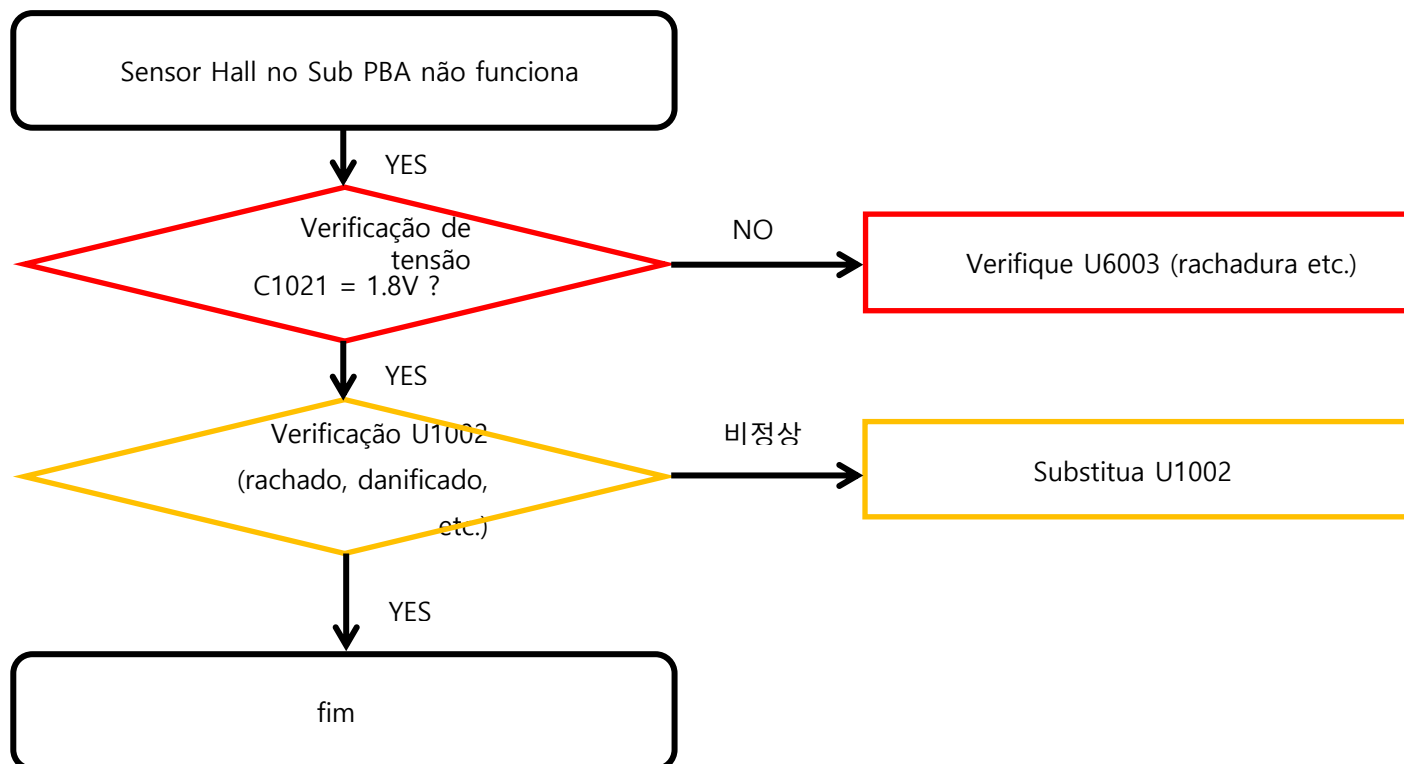 Sensor Hall no Sub PBA não funciona
YES
Verificação de
tensão
C1021 = 1.8V ?
NO
Verifique U6003 (rachadura etc.)
YES
Verificação U1002
(rachado, danificado,
etc.)
비정상
Substitua U1002
YES
fim